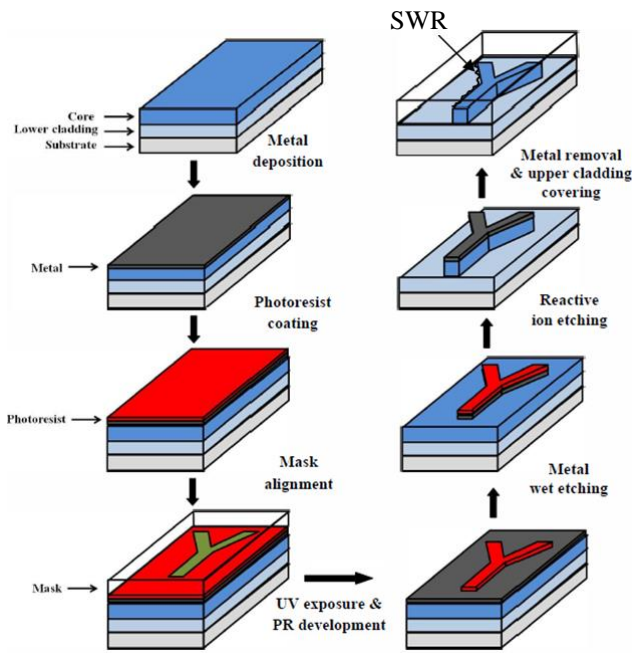 SWR
Core
Lower cladding
Substrate
Metal
deposition
Metal
Photoresist
coating
Photoresist
Mask
alignment
Mask
UV exposure &
PR development
Metal
wet etching
Reactive
ion etching
Metal removal
& upper cladding
covering